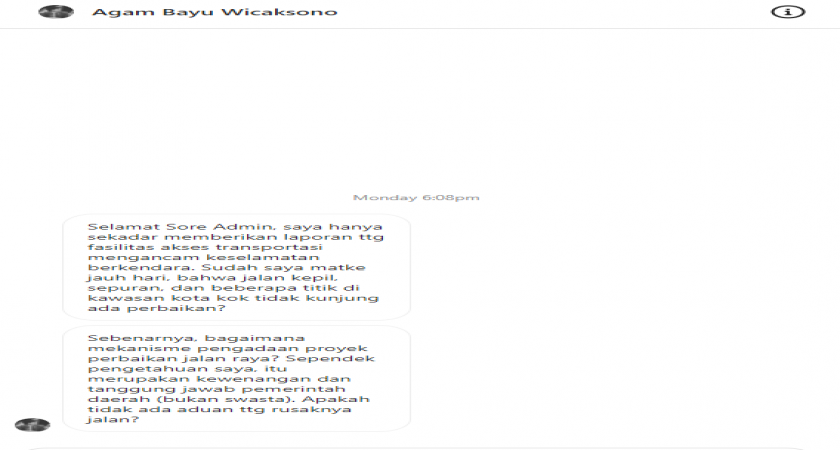 Agam Bayu Wicaksono
Monday 6:08pm
Selamat Sore Admin, saya hanya
sekadar memberikan laporan ttg
fasilitas akses transportasi
mengancam keselamatan
berkendara. Sudah saya matke
jauh hari, bahwa jalan kepil,
sepuran, dan beberapa titik di
kawasan kota kok tidak kunjung
ada perbaikan?
Sebenarnya, bagaimana
mekanisme pengadaan proyek
perbaikan jalan raya? Sependek
pengetahuan saya, itu
merupakan kewenangan dan
tanggung jawab pemerintah
daerah (bukan swasta). Apakah
tidak ada aduan ttg rusaknya
jalan?